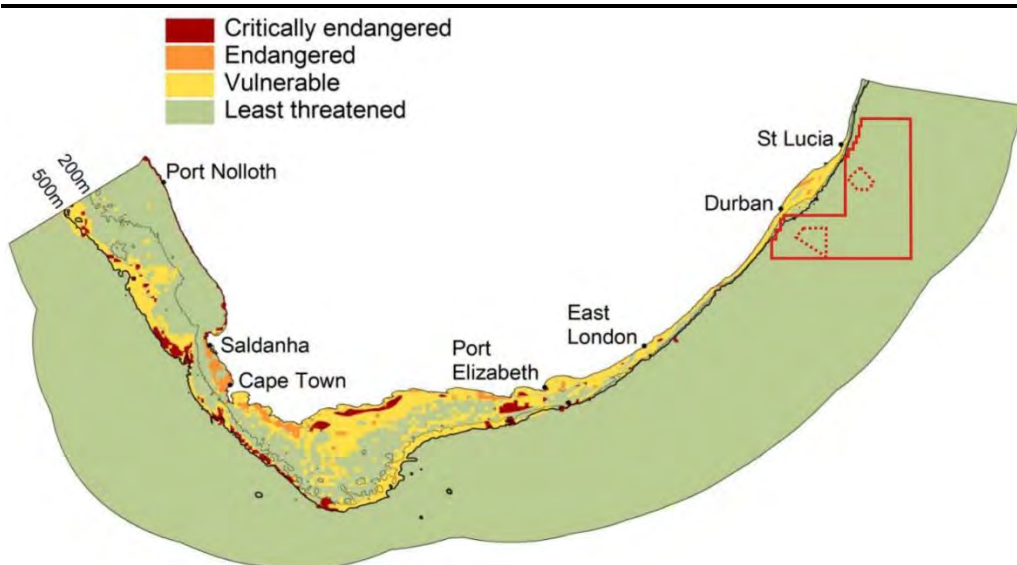 Critically endangered
Endangered
Vulnerable
Least threatened
St Lucia
200m
500m
Port Nolloth
Durban
East
London
Saldanha
Port
Elizabeth
Cape Town